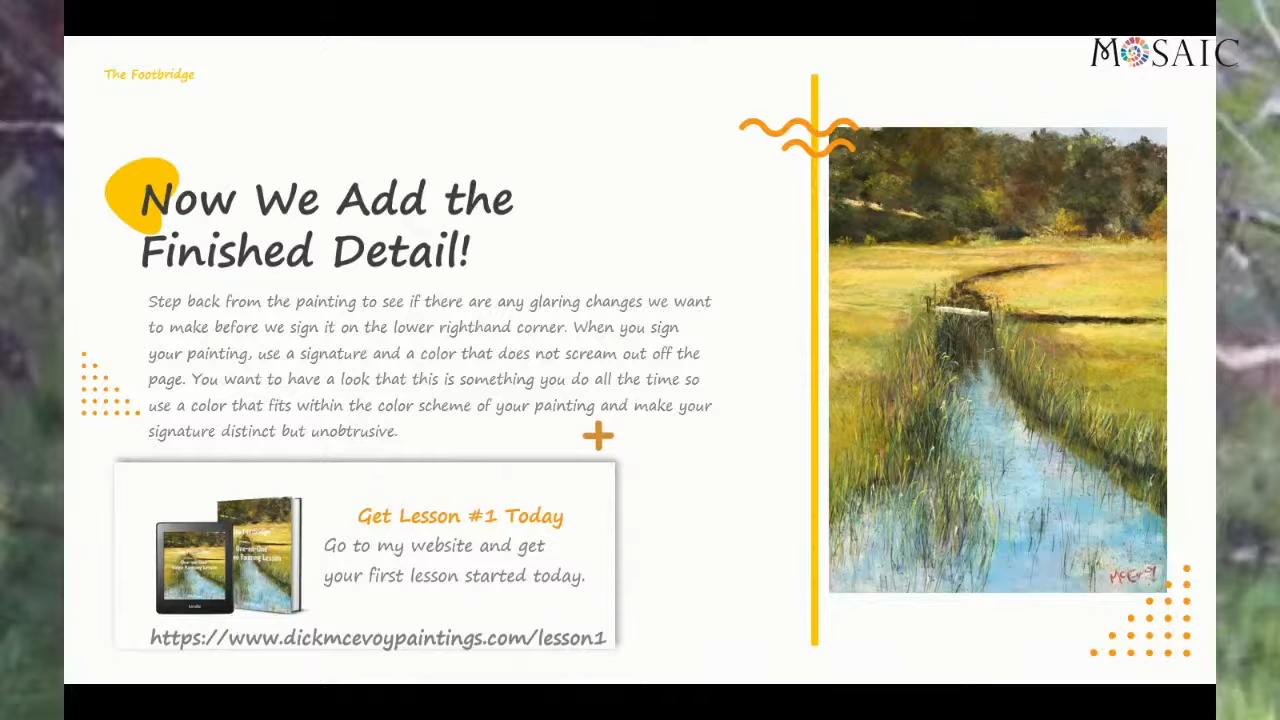 MOSAIC
The Footbridge
Now We Add the
Finished Detail!
Step back from the painting to see if there are any glaring changes we want
to make before we sign it on the lower righthand corner. When you sign
your painting, use a signature and a color that does not scream out off the
page. You want to have a look that this is something you do all the time so
use a color that fits within the color scheme of your painting and make your
signature distinct but unobtrusive.
Get Lesson #1 Today
Go to my website and get
your first lesson started today.
https://www.dickmcevoypaintings.com/lesson1
McEvoy